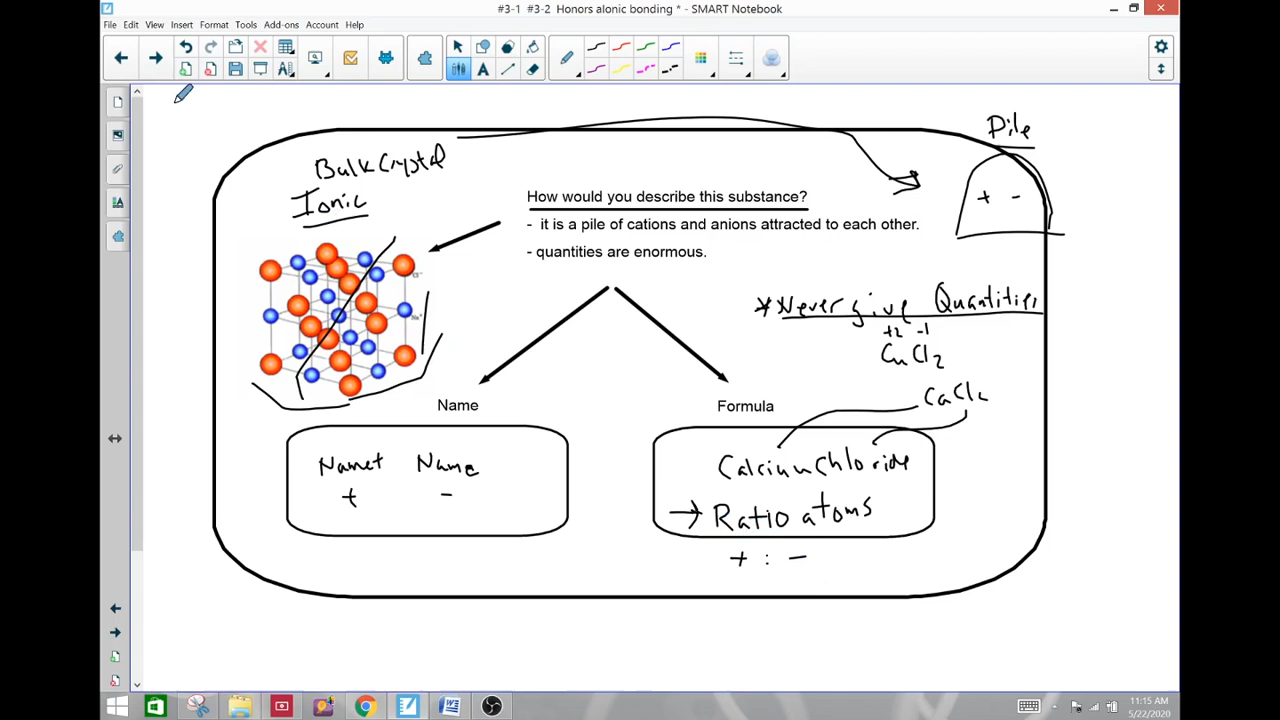 #3-1 #3-2 Honors aIonic bonding * - SMART Notebook
File Edit View Insert Format Tools Add-ons Account Help
Pile
+ -
Bulk Crystal
Ionic
How would you describe this substance?
- it is a pile of cations and anions attracted to each other.
- quantities are enormous.
* Never give Quantities
+2 -1
CuCl2
CaCl2
Name
Formula
Name+ Name
+ -
Calcium Chloride
→ Ratio atoms
+ : -
11:15 AM
5/22/2020